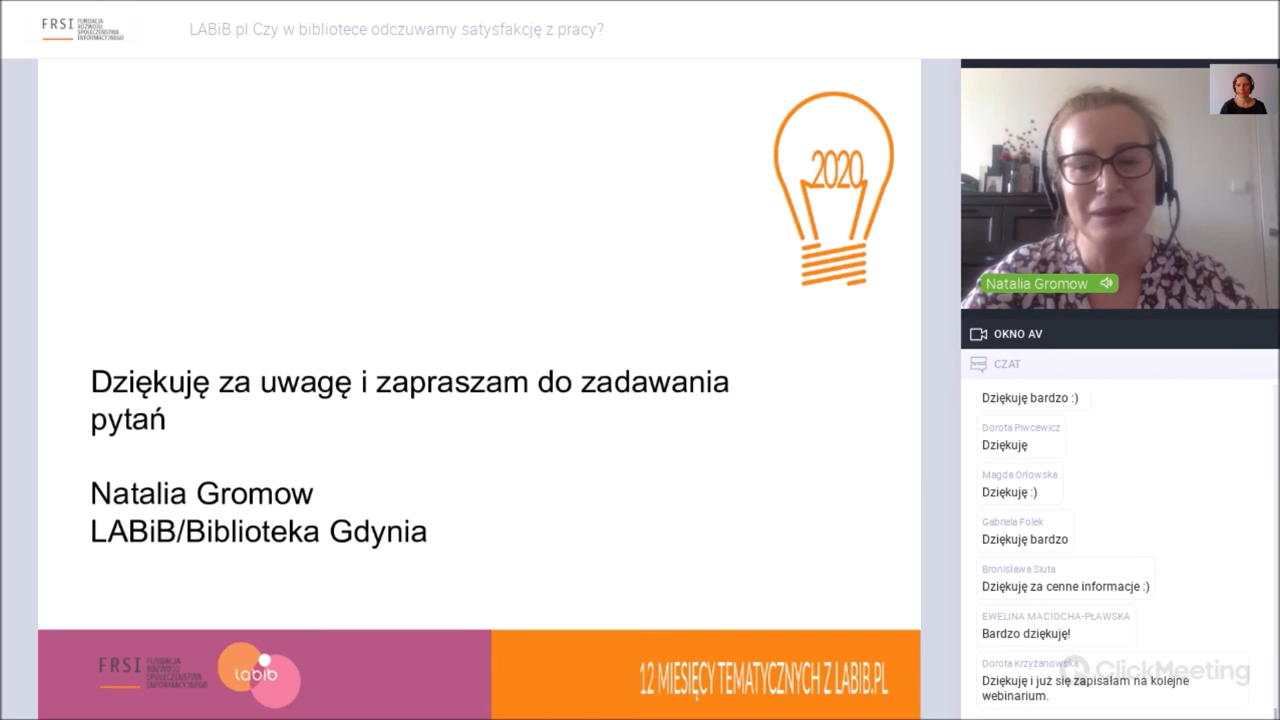 FRSI FUNDACJA
ROZWOJU
SPOŁECZEŃSTWA
INFORMACYJNEGO
LABiB.pl Czy w bibliotece odczuwamy satysfakcję z pracy?
2020
Dziękuję za uwagę i zapraszam do zadawania
pytań
Natalia Gromow
LABiB/Biblioteka Gdynia
FRSI FUNDACJA
ROZWOJU
SPOŁECZEŃSTWA
INFORMACYJNEGO
labib
12 MIESIĘCY TEMATYCZNYCH Z LABIB.PL
Natalia Gromow
OKNO AV
CZAT
Dziękuję bardzo :)
Dorota Piwcewicz
Dziękuję
Magda Orłowska
Dziękuję :)
Gabriela Folek
Dziękuję bardzo
Bronisława Siuta
Dziękuję za cenne informacje :)
EWELINA MACIOCHA-PŁAWSKA
Bardzo dziękuję!
Dorota Krzyżanowska
Dziękuję i już się zapisałam na kolejne
webinarium.
ClickMeeting